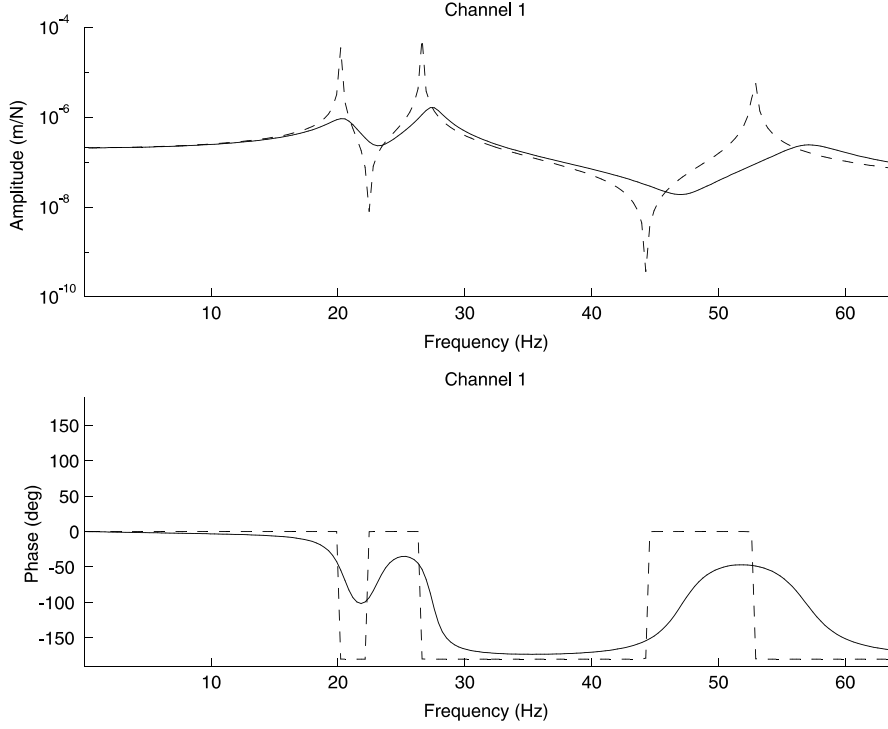 Channel 1
10^-4
10^-6
10^-8
10^-10
Amplitude (m/N)
10 20 30 40 50 60
Frequency (Hz)
Channel 1
150
100
50
0
-50
-100
-150
Phase (deg)
10 20 30 40 50 60
Frequency (Hz)